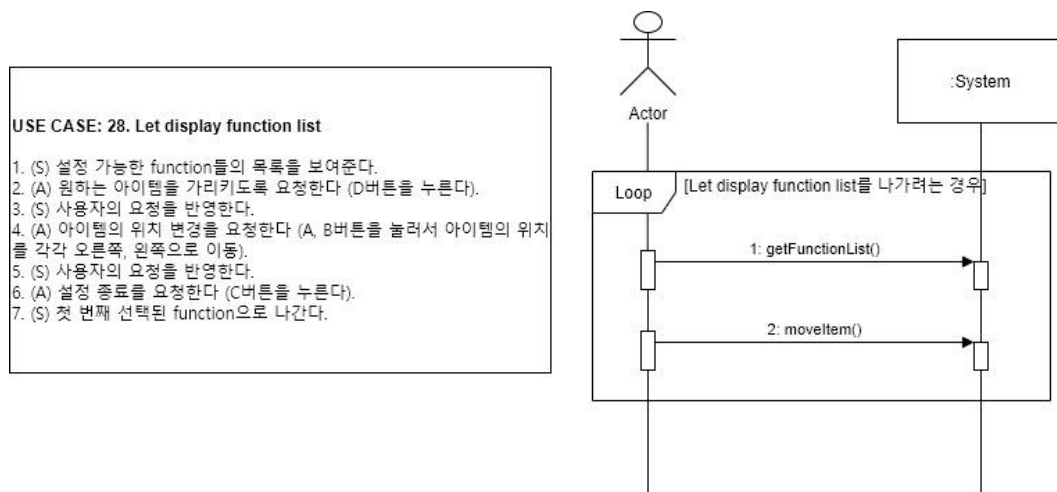 USE CASE: 28. Let display function list
1. (S) 설정 가능한 function들의 목록을 보여준다.
2. (A) 원하는 아이템을 가리키도록 요청한다 (D버튼을 누른다).
3. (S) 사용자의 요청을 반영한다.
4. (A) 아이템의 위치 변경을 요청한다 (A, B버튼을 눌러서 아이템의 위치
를 각각 오른쪽, 왼쪽으로 이동).
5. (S) 사용자의 요청을 반영한다.
6. (A) 설정 종료를 요청한다 (C버튼을 누른다).
7. (S) 첫 번째 선택된 function으로 나간다.
Actor
:System
Loop
[Let display function list를 나가려는 경우]
1: getFunctionList()
2: moveItem()